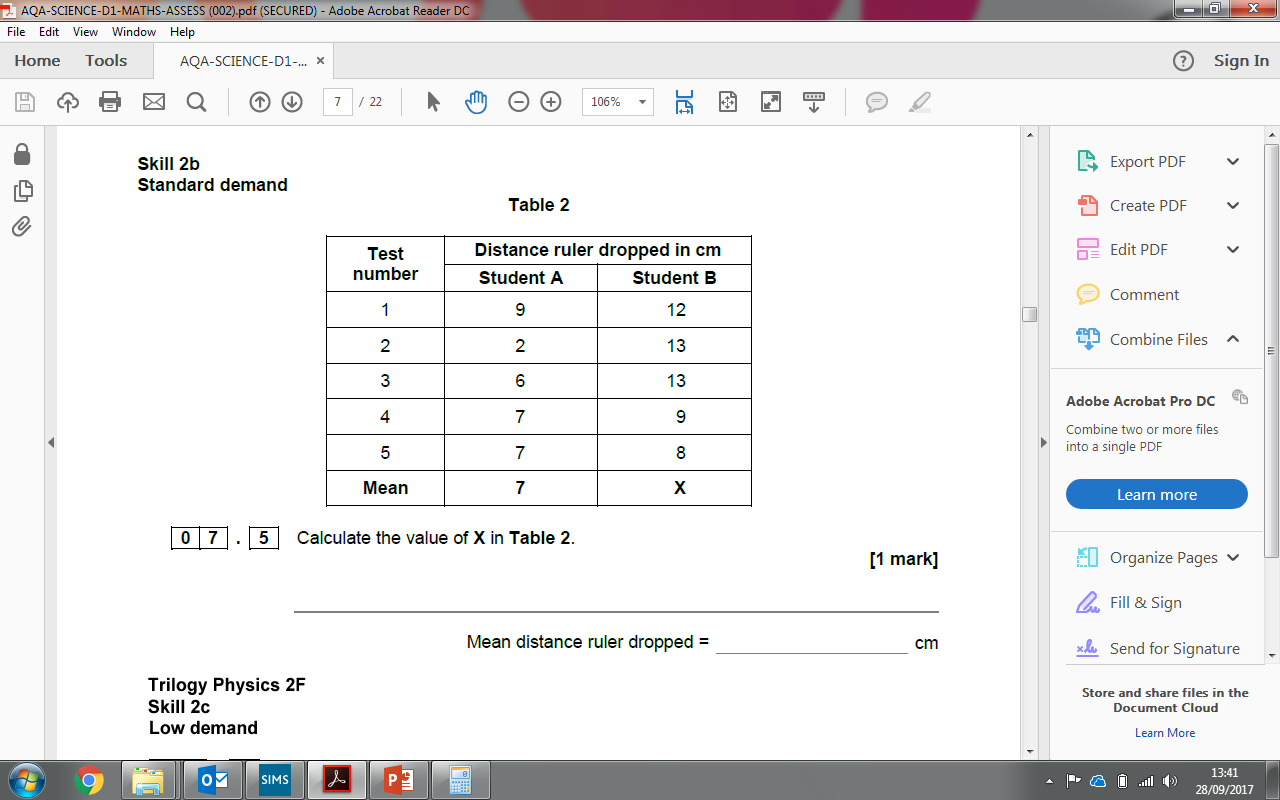 AQA-SCIENCE-D1-MATHS-ASSESS (002).pdf (SECURED) - Adobe Acrobat Reader DC
File Edit View Window Help
Home Tools AQA-SCIENCE-D1-... × Sign In
7 / 22 106%
Skill 2b
Standard demand
Table 2
Test number Distance ruler dropped in cm
Student A Student B
1 9 12
2 2 13
3 6 13
4 7 9
5 7 8
Mean 7 X
0 7 . 5 Calculate the value of X in Table 2.
[1 mark]
Mean distance ruler dropped = cm
Trilogy Physics 2F
Skill 2c
Low demand
Export PDF
Create PDF
Edit PDF
Comment
Combine Files
Adobe Acrobat Pro DC
Combine two or more files
into a single PDF
Learn more
Organize Pages
Fill & Sign
Send for Signature
Store and share files in the
Document Cloud
Learn More
SIMS
13:41
28/09/2017